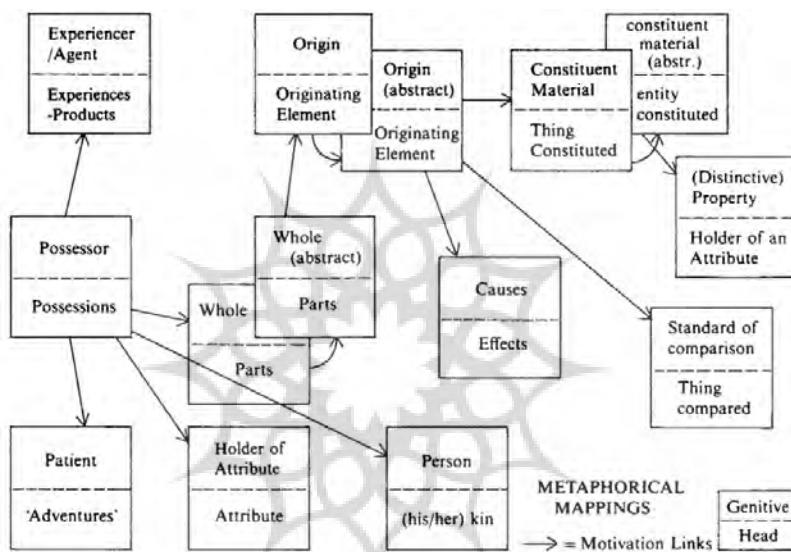 Experiencer
/Agent
Experiences
-Products
Origin
Originating
Element
Origin
(abstract)
Originating
Element
Constituent
Material
Thing
Constituted
constituent
material
(abstr.)
entity
constituted
(Distinctive)
Property
Holder of an
Attribute
Possessor
Possessions
Whole
(abstract)
Parts
Whole
Parts
Causes
Effects
Standard of
comparison
Thing
compared
Patient
'Adventures'
Holder of
Attribute
Attribute
Person
(his/her) kin
METAPHORICAL
MAPPINGS
= Motivation Links
Genitive
Head